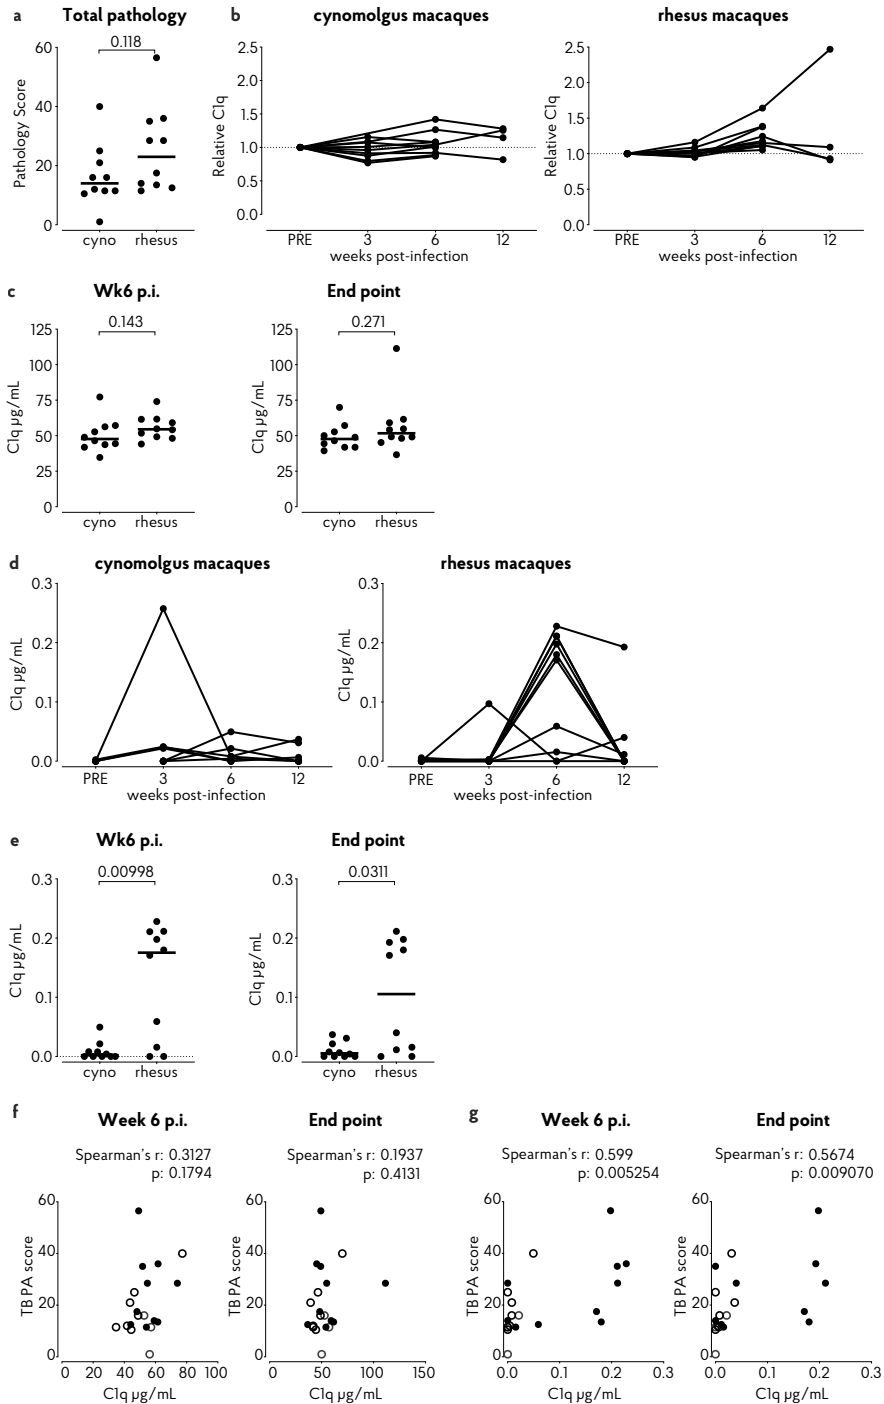 a
Total pathology
0.118
60
40
20
0
Pathology Score
cyno
rhesus
b
cynomolgus macaques
2.5
2.0
1.5
1.0
0.5
0.0
Relative C1q
PRE
3
6
12
weeks post-infection
rhesus macaques
2.5
2.0
1.5
1.0
0.5
0.0
Relative C1q
PRE
3
6
12
weeks post-infection
c
Wk6 p.i.
0.143
125
100
75
50
25
0
C1q µg/mL
cyno
rhesus
End point
0.271
125
100
75
50
25
0
C1q µg/mL
cyno
rhesus
d
cynomolgus macaques
0.3
0.2
0.1
0.0
C1q µg/mL
PRE
3
6
12
weeks post-infection
rhesus macaques
0.3
0.2
0.1
0.0
C1q µg/mL
PRE
3
6
12
weeks post-infection
e
Wk6 p.i.
0.00998
0.3
0.2
0.1
0.0
C1q µg/mL
cyno
rhesus
End point
0.0311
0.3
0.2
0.1
0.0
C1q µg/mL
cyno
rhesus
f
Week 6 p.i.
Spearman's r: 0.3127
p: 0.1794
60
40
20
0
TB PA score
0
20
40
60
80
100
C1q µg/mL
End point
Spearman's r: 0.1937
p: 0.4131
60
40
20
0
TB PA score
0
50
100
150
C1q µg/mL
g
Week 6 p.i.
Spearman's r: 0.599
p: 0.005254
60
40
20
0
TB PA score
0.0
0.1
0.2
0.3
C1q µg/mL
End point
Spearman's r: 0.5674
p: 0.009070
60
40
20
0
TB PA score
0.0
0.1
0.2
0.3
C1q µg/mL